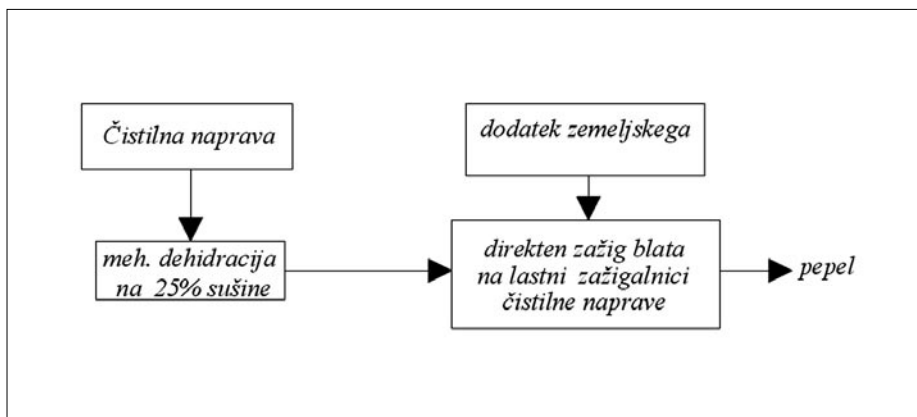 Čistilna naprava
dodatek zemeljskega
meh. dehidracija
na 25% sušine
direkten zažig blata
na lastni zažigalnici
čistilne naprave
pepel